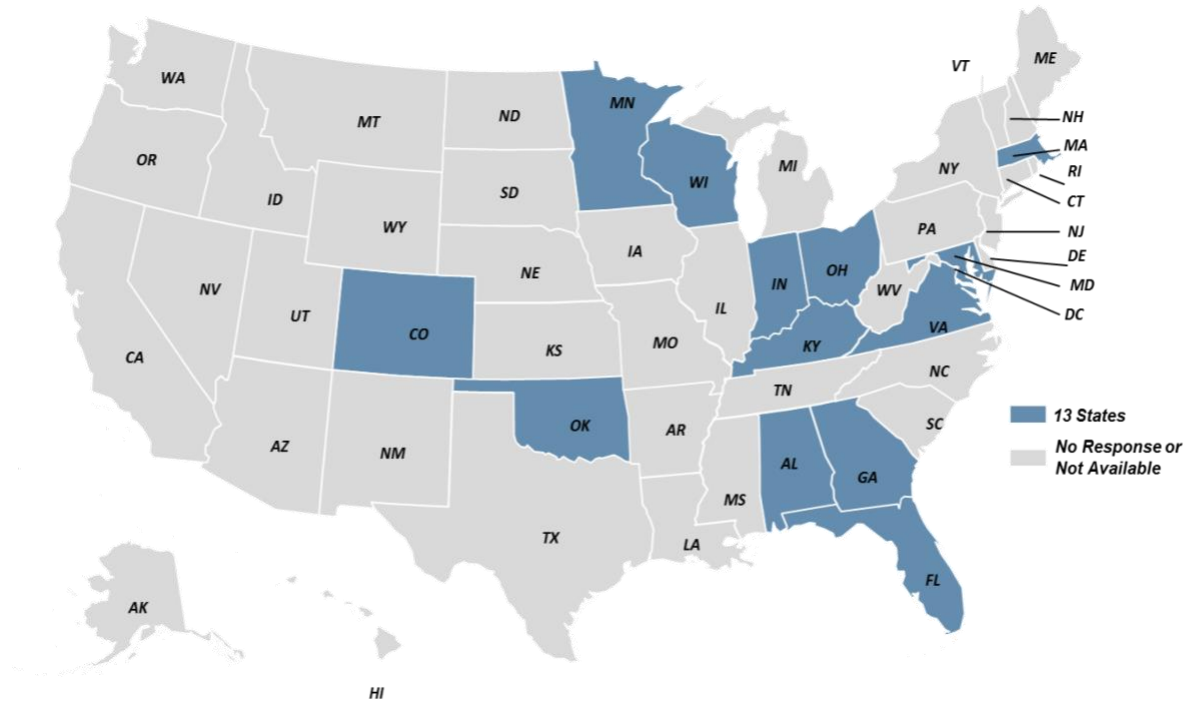 ME
VT
WA
MN
ND
NH
MT
MA
OR
MI
NY
RI
WI
SD
ID
CT
WY
PA
NJ
IA
DE
NE
OH
IN
MD
NV
WV
IL
DC
UT
VA
CO
MO
KY
KS
CA
NC
TN
13 States
SC
OK
AR
AZ
NM
No Response or
Not Available
AL
GA
MS
TX
LA
FL
AK
HI